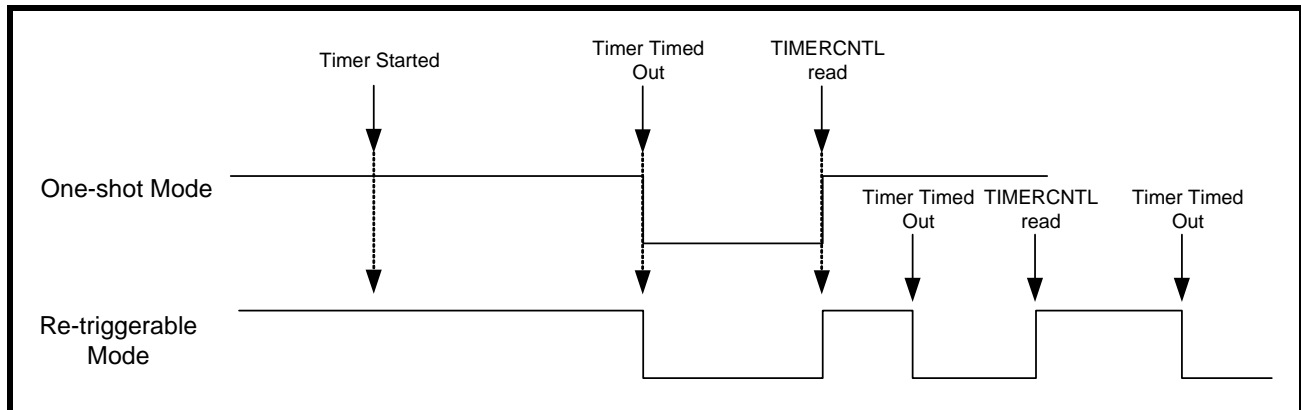 Timer Started
Timer Timed
Out
TIMERCNTL
read
One-shot Mode
Timer Timed
Out
TIMERCNTL
read
Timer Timed
Out
Re-triggerable
Mode